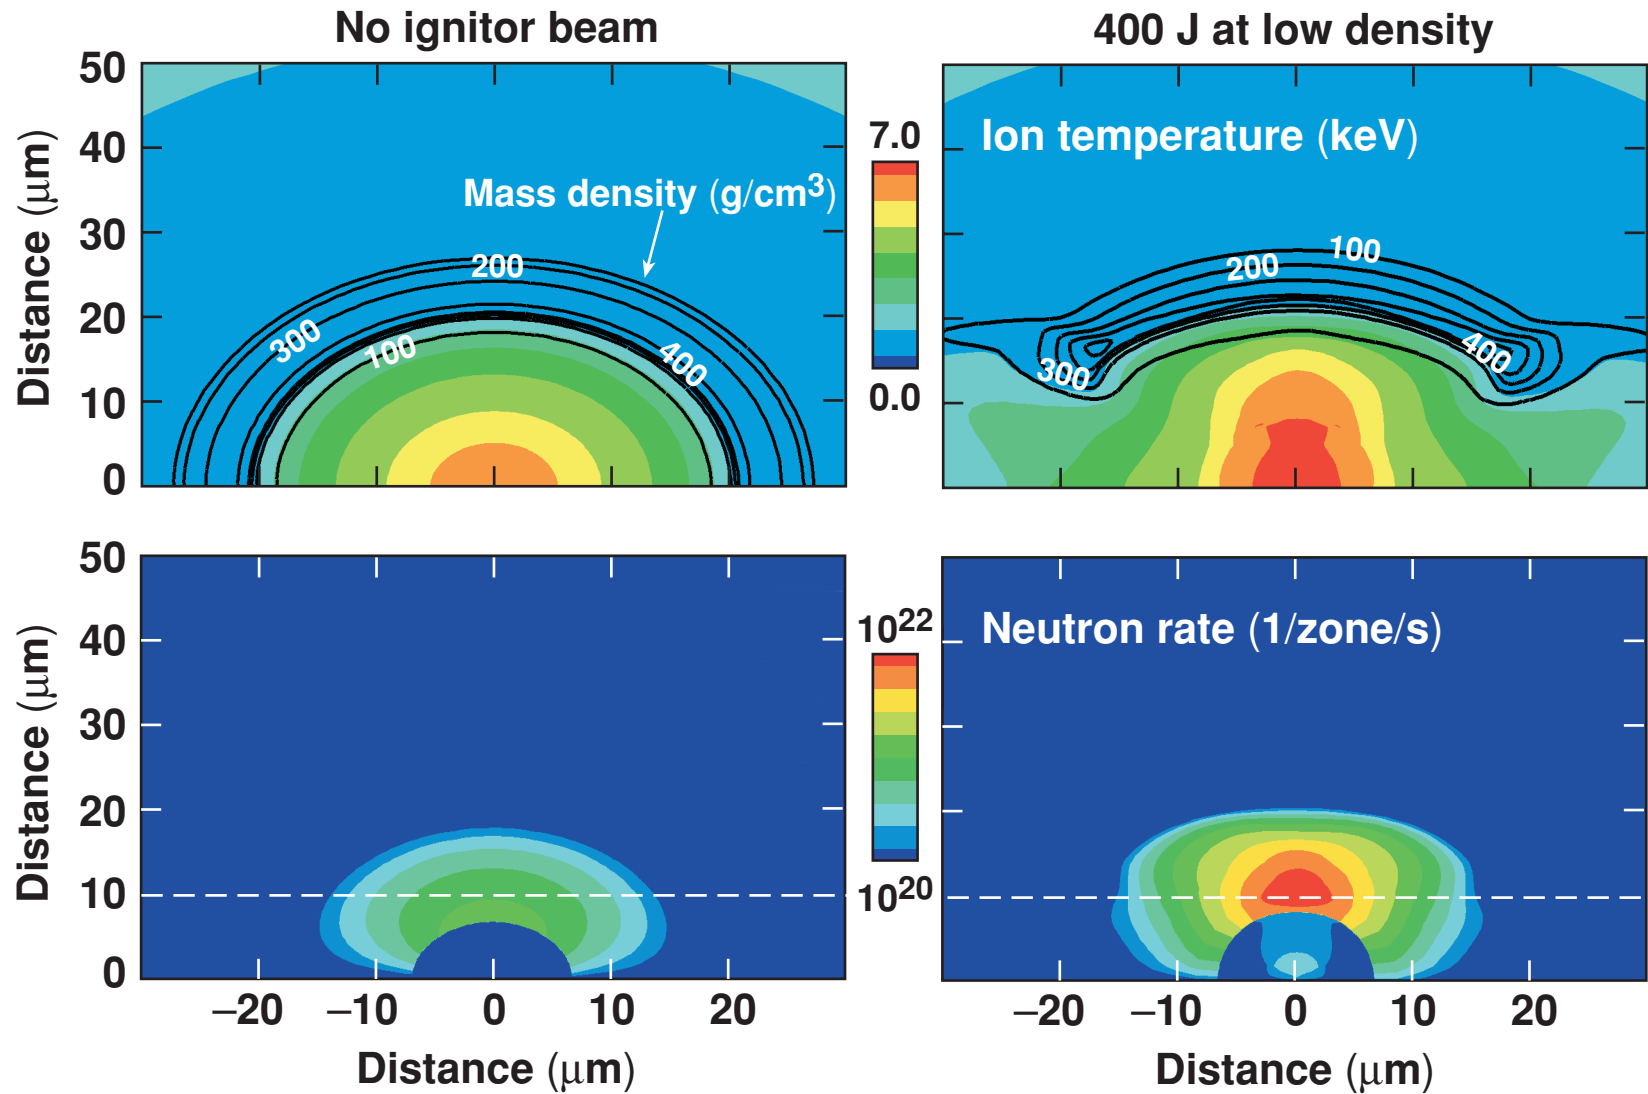 No ignitor beam
400 J at low density
50
40
30
20
10
0
Distance (μm)
Mass density (g/cm³)
200
300
100
400
7.0
0.0
Ion temperature (keV)
100
200
300
400
50
40
30
20
10
0
Distance (μm)
−20 −10 0 10 20
Distance (μm)
10²²
10²⁰
Neutron rate (1/zone/s)
−20 −10 0 10 20
Distance (μm)